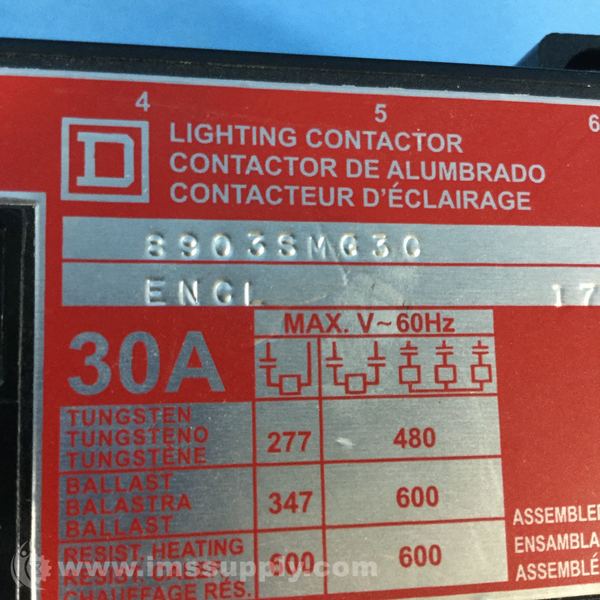 4 5 6
D
LIGHTING CONTACTOR
CONTACTOR DE ALUMBRADO
CONTACTEUR D'ÉCLAIRAGE
8903SMG30
ENCL 17
30A
MAX. V~60Hz
TUNGSTEN
TUNGSTENO
TUNGSTÈNE
277 480
BALLAST
BALASTRA
BALLAST
347 600
RESIST. HEATING
600 600
CHAUFFAGE RÉS.
ASSEMBLE
ENSAMBLA
ASSEMBLÉ
© www.imssupply.com